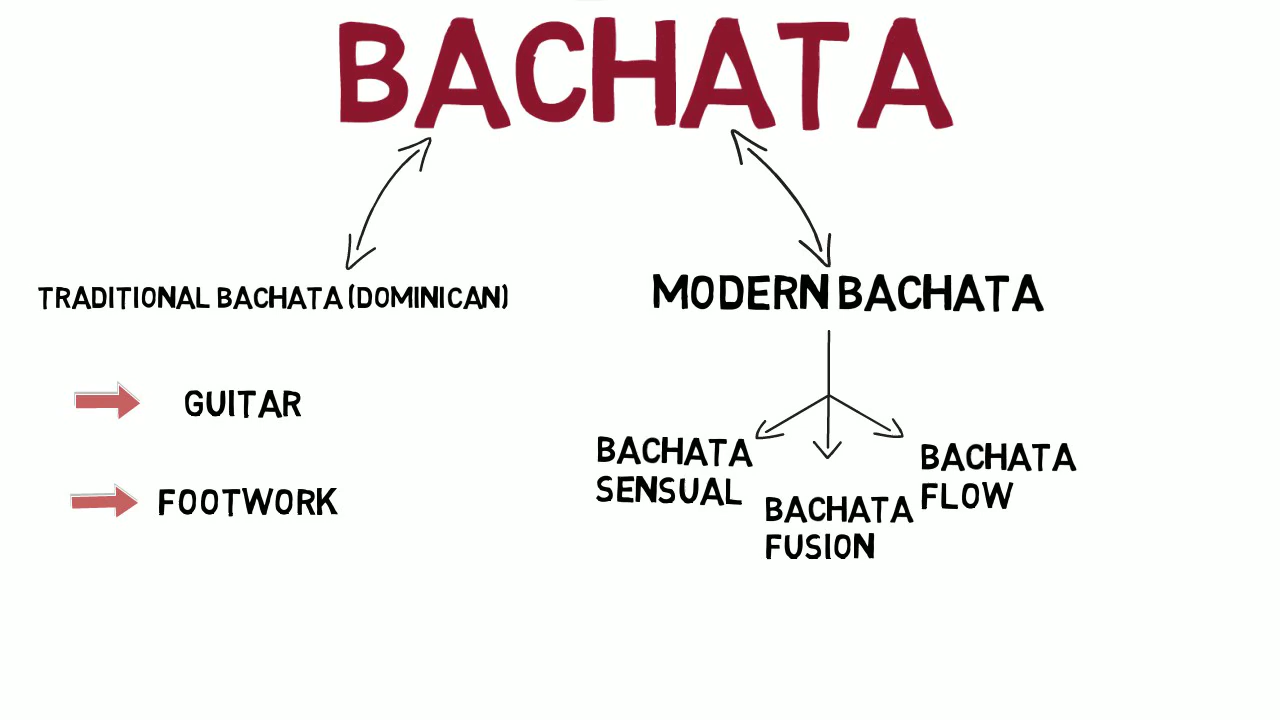 BACHATA
TRADITIONAL BACHATA (DOMINICAN)
GUITAR
FOOTWORK
MODERN BACHATA
BACHATA
SENSUAL
BACHATA
FUSION
BACHATA
FLOW